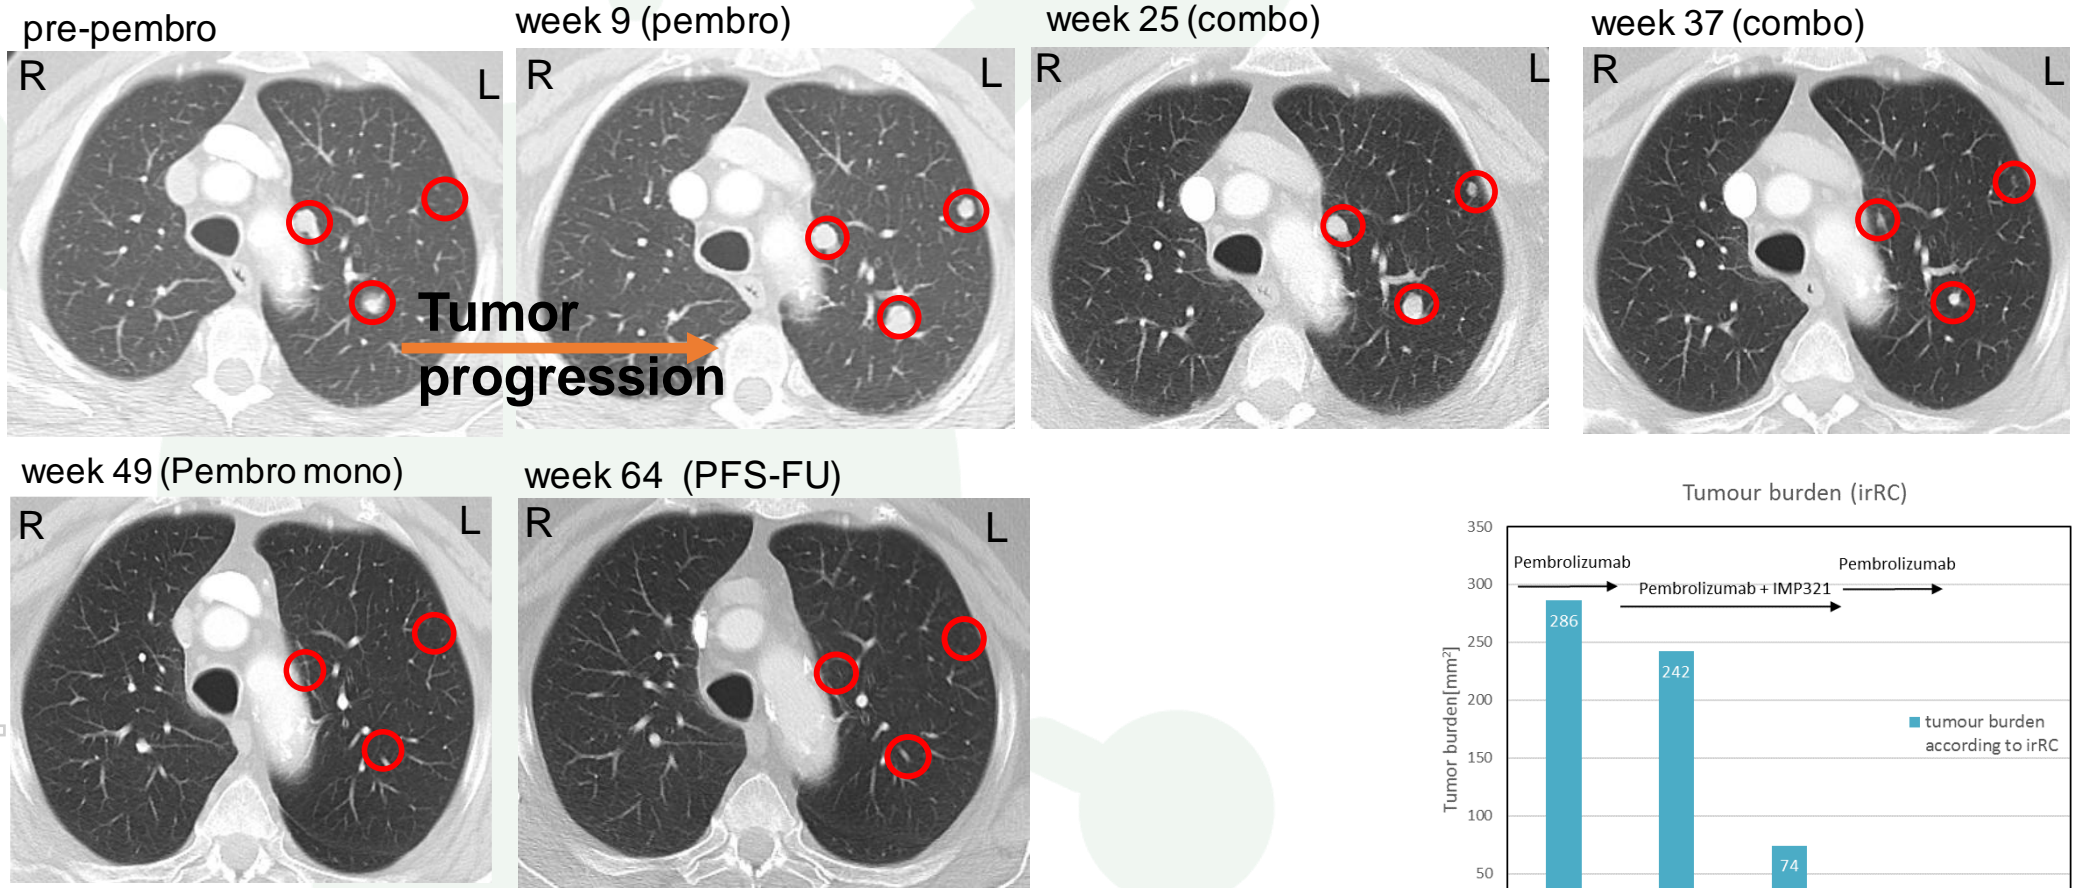 pre-pembro
week 9 (pembro)
week 25 (combo)
week 37 (combo)
R
L
R
L
R
L
R
L
Tumor
progression
week 49 (Pembro mono)
week 64 (PFS-FU)
R
L
R
L
Tumour burden (irRC)
350
300
250
200
150
100
50
Tumor burden[mm²]
Pembrolizumab
Pembrolizumab + IMP321
Pembrolizumab
286
242
74
tumour burden
according to irRC